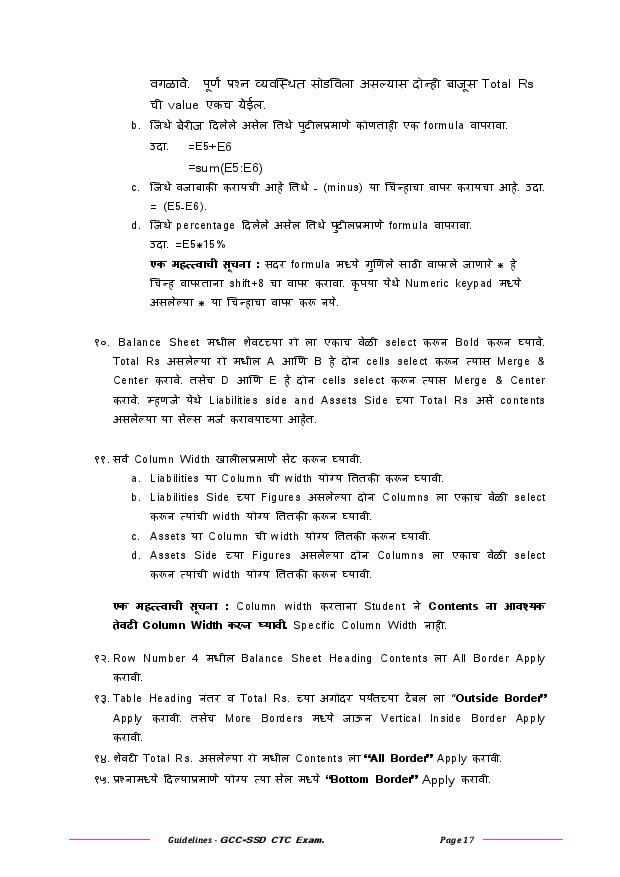 वगळावे. पूर्ण प्रश्न व्यवस्थित सोडविला असल्यास दोन्ही बाजूस Total Rs
ची value एकच येईल.
b. जिथे बेरीज दिलेले असेल तिथे पुढीलप्रमाणे कोणताही एक formula वापरावा.
उदा. =E5+E6
=sum(E5:E6)
c. जिथे वजाबाकी करायची आहे तिथे - (minus) या चिन्हाचा वापर करायचा आहे. उदा.
= (E5-E6).
d. जिथे percentage दिलेले असेल तिथे पुढीलप्रमाणे formula वापरावा.
उदा. =E5*15%
एक महत्त्वाची सूचना : सदर formula मध्ये गुणिले साठी वापरले जाणारे * हे
चिन्ह वापरताना shift+8 चा वापर करावा. कृपया येथे Numeric keypad मध्ये
असलेल्या * या चिन्हाचा वापर करू नये.
१०. Balance Sheet मधील शेवटच्या रो ला एकाच वेळी select करून Bold करून घ्यावे.
Total Rs असलेल्या रो मधील A आणि B हे दोन cells select करून त्यास Merge &
Center करावे. तसेच D आणि E हे दोन cells select करून त्यास Merge & Center
करावे. म्हणजे येथे Liabilities side and Assets Side च्या Total Rs असे contents
असलेल्या या सेल्स मर्ज करावयाच्या आहेत.
११. सर्व Column Width खालीलप्रमाणे सेट करून घ्यावी.
a. Liabilities या Column ची width योग्य तितकी करून घ्यावी.
b. Liabilities Side च्या Figures असलेल्या दोन Columns ला एकाच वेळी select
करून त्यांची width योग्य तितकी करून घ्यावी.
c. Assets या Column ची width योग्य तितकी करून घ्यावी.
d. Assets Side च्या Figures असलेल्या दोन Columns ला एकाच वेळी select
करून त्यांची width योग्य तितकी करून घ्यावी.
एक महत्त्वाची सूचना : Column width करताना Student ने Contents ना आवश्यक
तेवढी Column Width करून घ्यावी. Specific Column Width नाही.
१२. Row Number 4 मधील Balance Sheet Heading Contents ला All Border Apply
करावी.
१३. Table Heading नंतर व Total Rs. च्या अगोदर पर्यंतच्या टेबल ला "Outside Border"
Apply करावी. तसेच More Borders मध्ये जाऊन Vertical Inside Border Apply
करावी.
१४. शेवटी Total Rs. असलेल्या रो मधील Contents ला "All Border" Apply करावी.
१५. प्रश्नामध्ये दिल्याप्रमाणे योग्य त्या सेल मध्ये "Bottom Border" Apply करावी.
Guidelines - GCC-SSD CTC Exam. Page 17